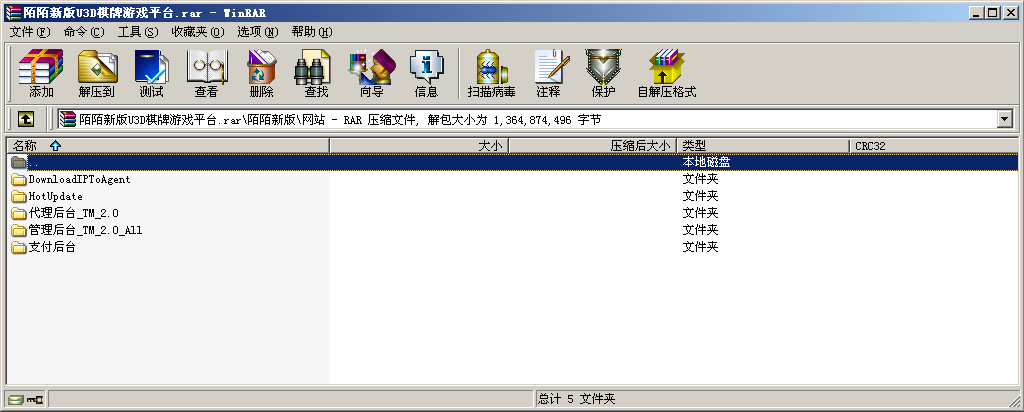 陌陌新版U3D棋牌游戏平台.rar - WinRAR
文件(F) 命令(C) 工具(S) 收藏夹(O) 选项(N) 帮助(H)
添加 解压到 测试 查看 删除 查找 向导 信息 扫描病毒 注释 保护 自解压格式
陌陌新版U3D棋牌游戏平台.rar\陌陌新版\网站 - RAR 压缩文件, 解包大小为 1,364,874,496 字节
名称 大小 压缩后大小 类型 CRC32
.. 本地磁盘
DownloadIPToAgent 文件夹
HotUpdate 文件夹
代理后台_TM_2.0 文件夹
管理后台_TM_2.0_All 文件夹
支付后台 文件夹
总计 5 文件夹